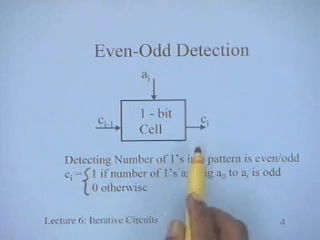 Even-Odd Detection
aᵢ
cᵢ₋₁
1 - bit
Cell
cᵢ
Detecting Number of 1's pattern is even/odd
cᵢ = 1 if number of 1's a₀ to aᵢ is odd
0 otherwise
Lecture 6: Iterative Circuits
4